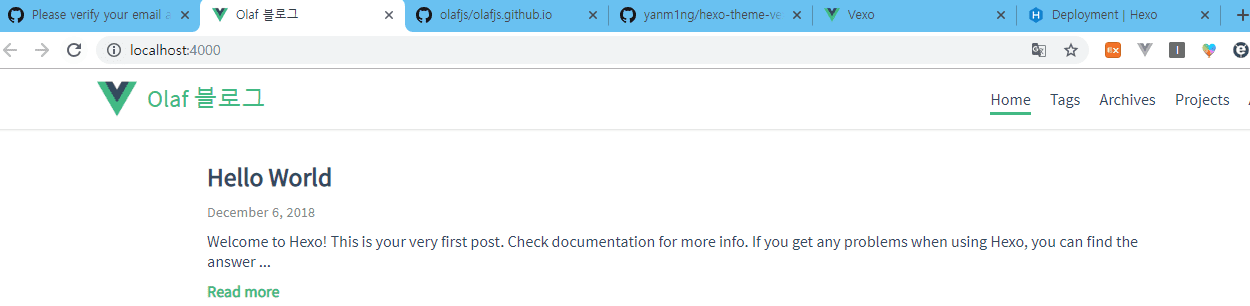 Please verify your email a
Olaf 블로그
olafjs/olafjs.github.io
yanm1ng/hexo-theme-ve
Vexo
Deployment | Hexo
localhost:4000
Olaf 블로그
Home Tags Archives Projects
Hello World
December 6, 2018
Welcome to Hexo! This is your very first post. Check documentation for more info. If you get any problems when using Hexo, you can find the
answer ...
Read more